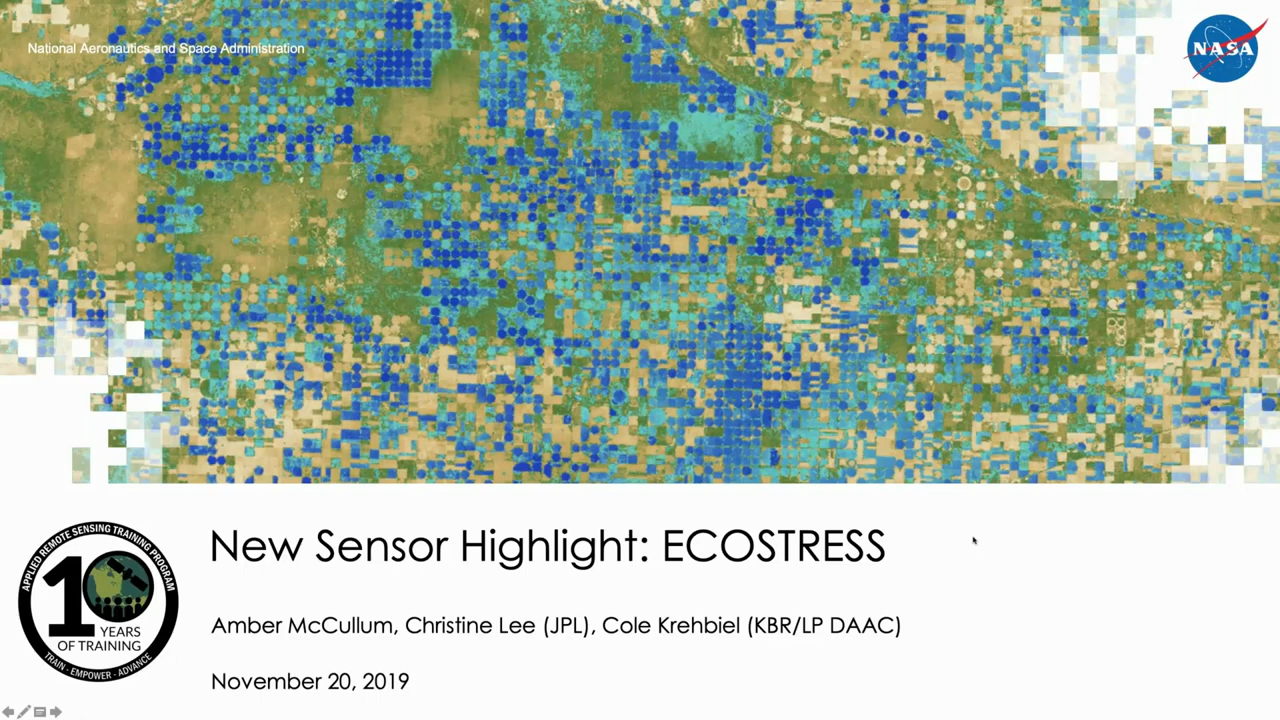 National Aeronautics and Space Administration
NASA
APPLIED REMOTE SENSING TRAINING PROGRAM
10
YEARS
OF TRAINING
TRAIN - EMPOWER - ADVANCE
New Sensor Highlight: ECOSTRESS
Amber McCullum, Christine Lee (JPL), Cole Krehbiel (KBR/LP DAAC)
November 20, 2019